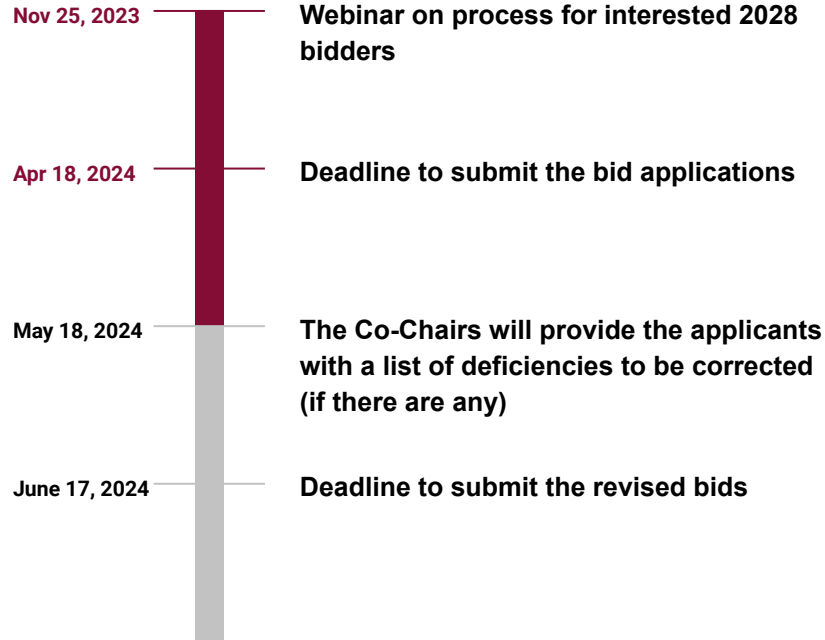 Nov 25, 2023
Webinar on process for interested 2028
bidders
Apr 18, 2024
Deadline to submit the bid applications
May 18, 2024
The Co-Chairs will provide the applicants
with a list of deficiencies to be corrected
(if there are any)
June 17, 2024
Deadline to submit the revised bids